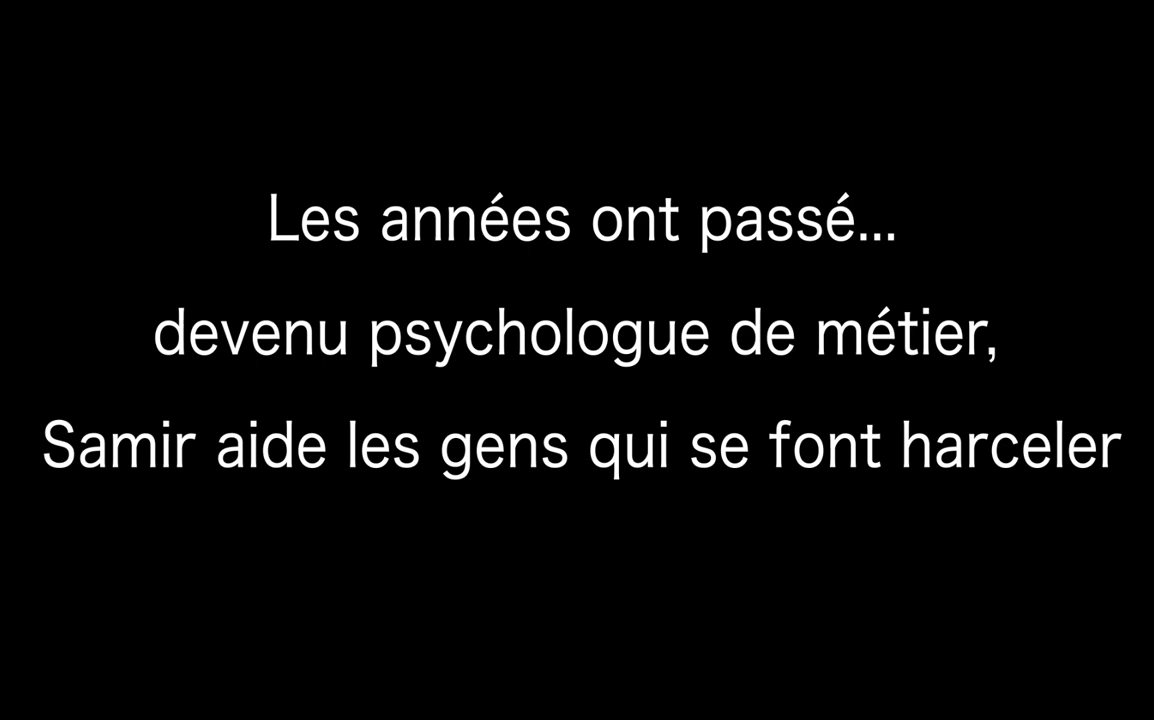 Les années ont passé...
devenu psychologue de métier,
Samir aide les gens qui se font harceler